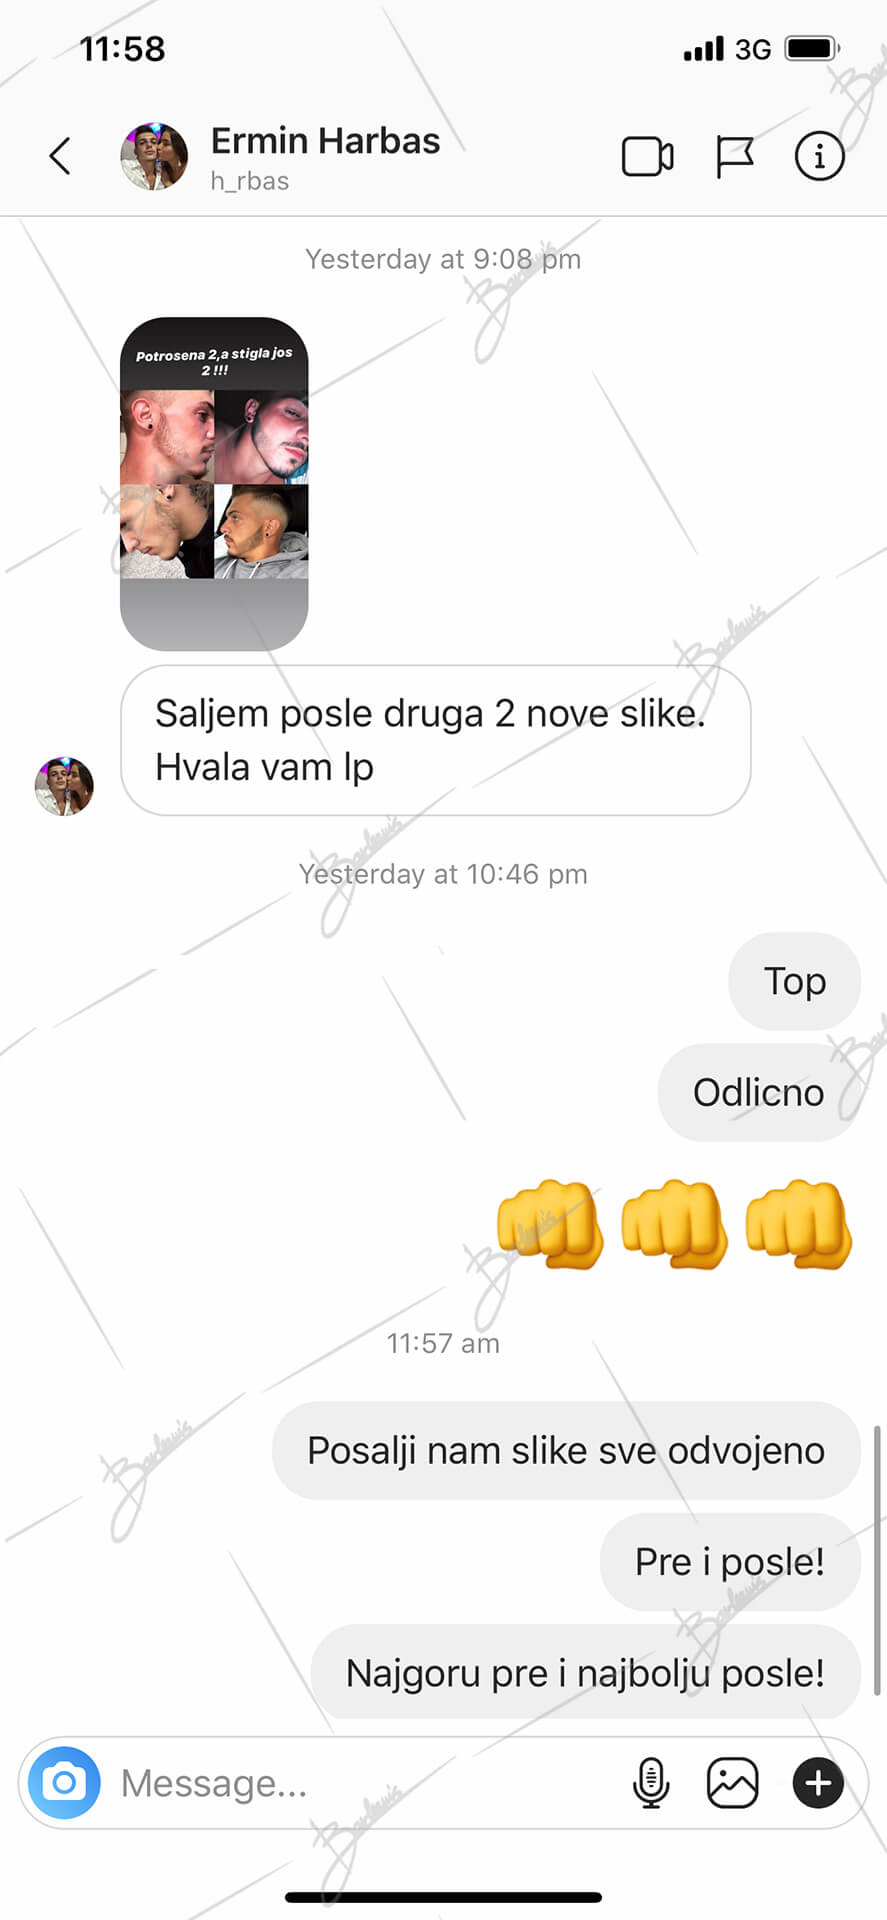 11:58
3G
Ermin Harbas
h_rbas
Yesterday at 9:08 pm
Potrosena 2,a stigla jos
2 !!!
Saljem posle druga 2 nove slike.
Hvala vam lp
Yesterday at 10:46 pm
Top
Odlicno
11:57 am
Posalji nam slike sve odvojeno
Pre i posle!
Najgoru pre i najbolju posle!
Message...